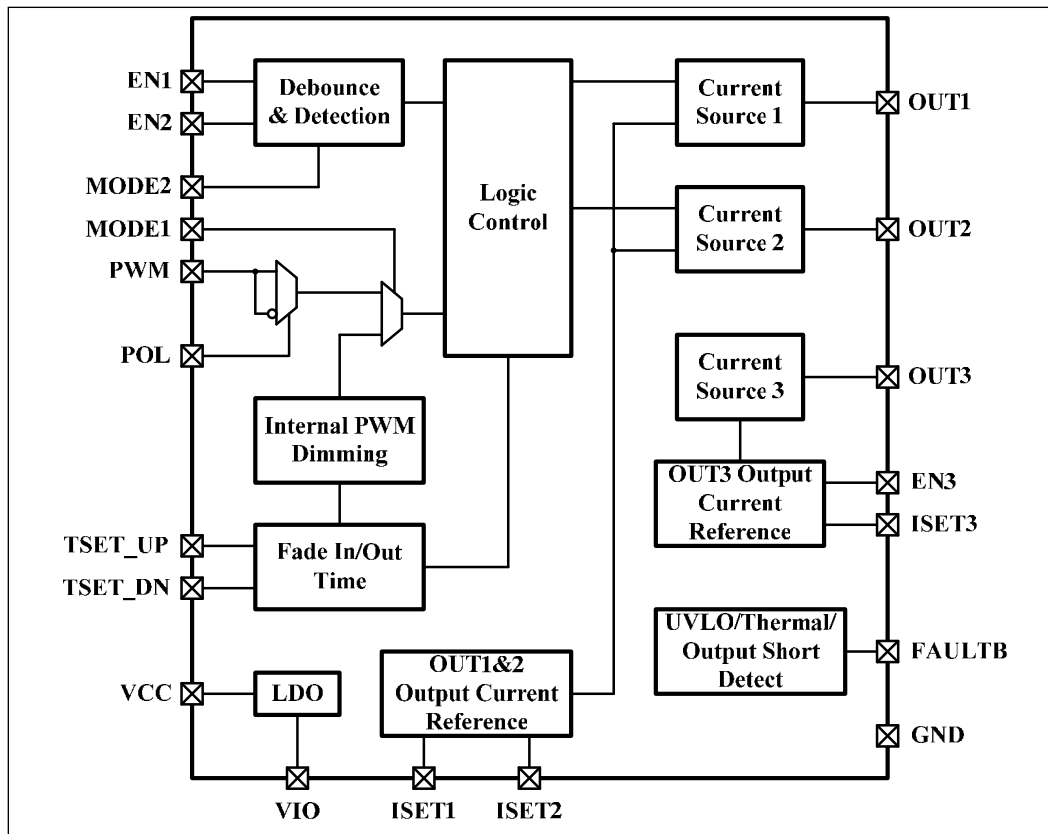 EN1
EN2
MODE2
MODE1
PWM
POL
TSET_UP
TSET_DN
VCC
Debounce
& Detection
Logic
Control
Internal PWM
Dimming
Fade In/Out
Time
LDO
OUT1&2
Output Current
Reference
VIO
ISET1
ISET2
Current
Source 1
Current
Source 2
Current
Source 3
OUT3 Output
Current
Reference
UVLO/Thermal/
Output Short
Detect
OUT1
OUT2
OUT3
EN3
ISET3
FAULTB
GND